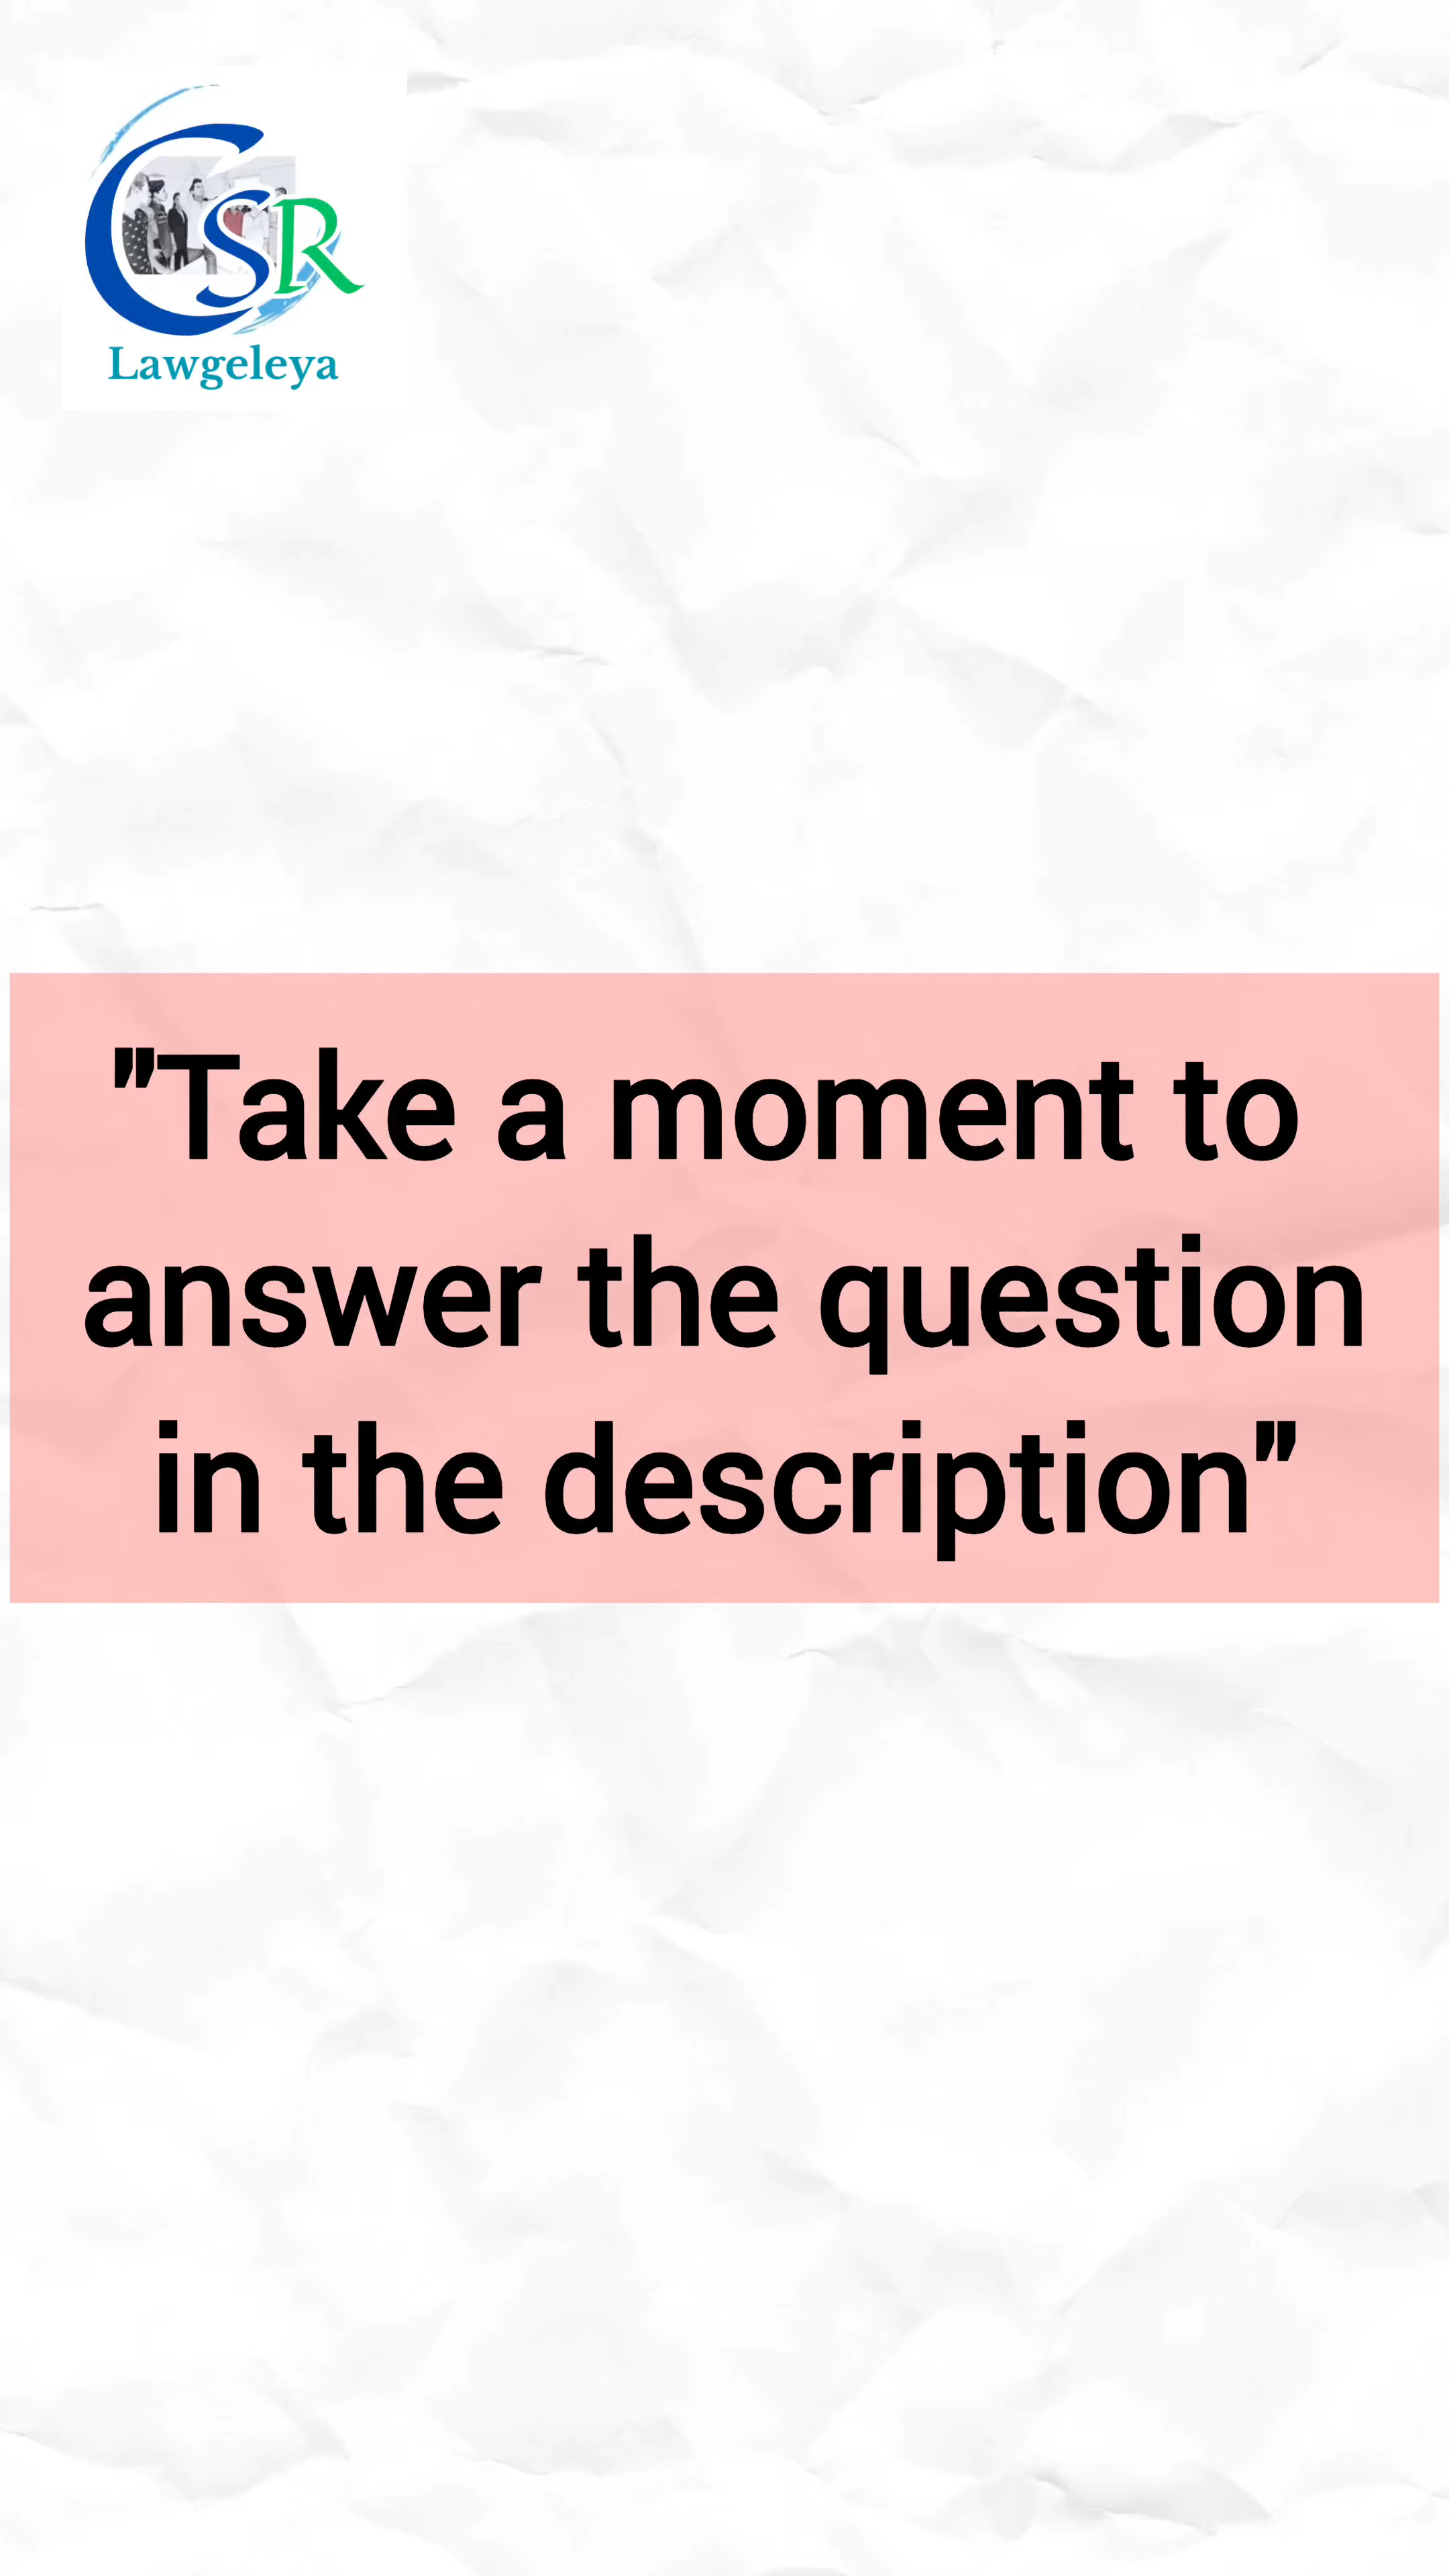 CSR
Lawgeleya
"Take a moment to
answer the question
in the description"